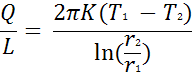 Q/L = 2πK(T₁ − T₂) / ln(r₂/r₁)